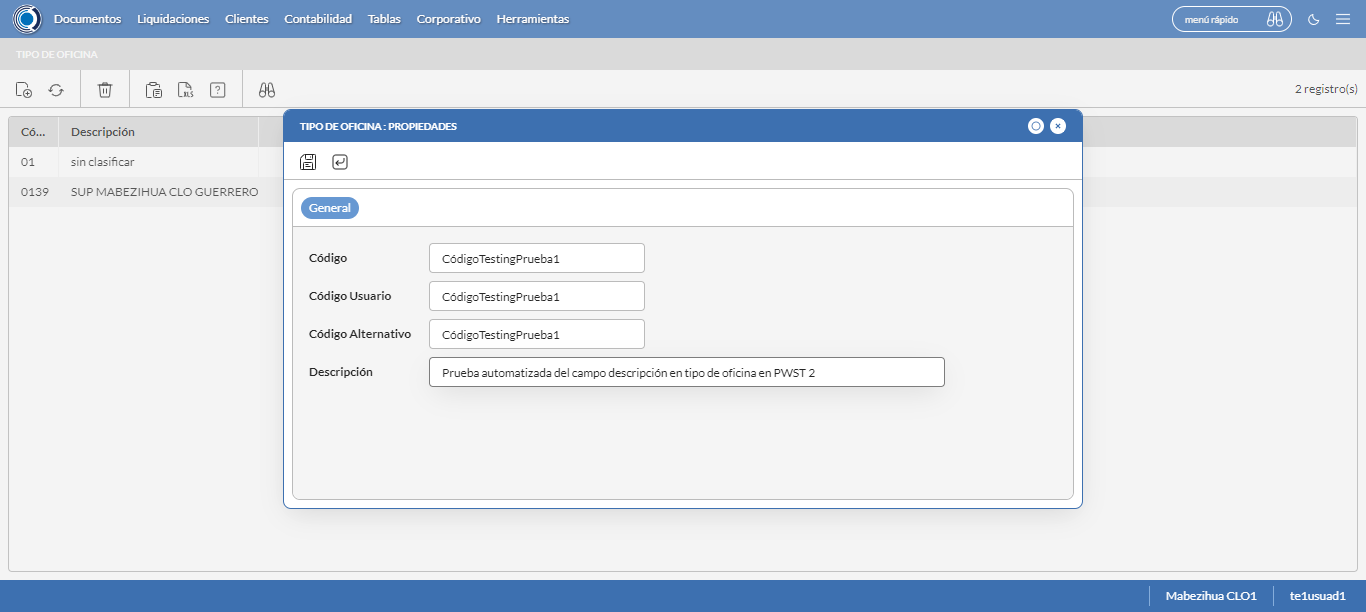 Documentos Liquidaciones Clientes Contabilidad Tablas Corporativo Herramientas menú rápido
TIPO DE OFICINA
XLS ? 2 registro(s)
Có... Descripción
01 sin clasificar
0139 SUP MABEZIHUA CLO GUERRERO
TIPO DE OFICINA : PROPIEDADES
General
Código CódigoTestingPrueba1
Código Usuario CódigoTestingPrueba1
Código Alternativo CódigoTestingPrueba1
Descripción Prueba automatizada del campo descripción en tipo de oficina en PWST 2
Mabezihua CLO1 te1usuad1